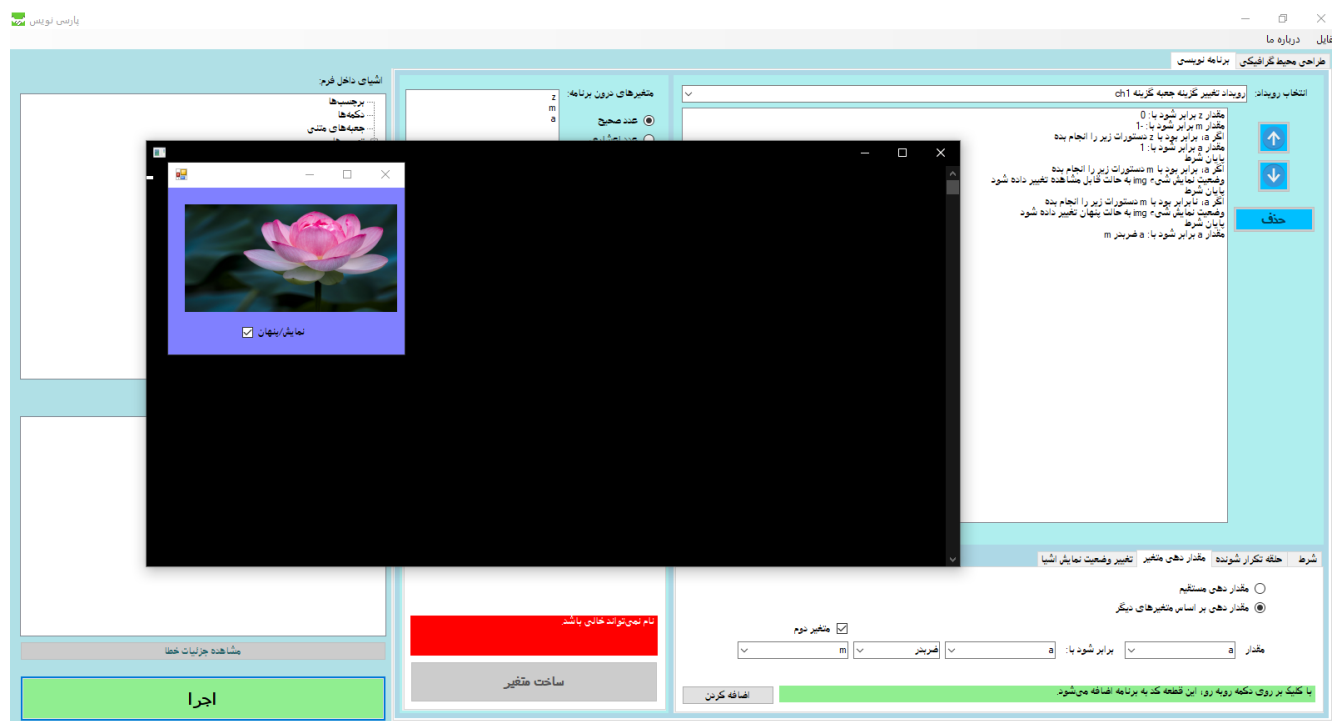 پارسی نویس
فایل درباره ما
طراحی محیط گرافیکی برنامه نویسی
انتخاب رویداد: رویداد تغییر گزینه جعبه گزینه ch1
مقدار z برابر شود با: 0
مقدار m برابر شود با: -1
اگر a، برابر بود با z دستورات زیر را انجام بده
مقدار a برابر شود با: 1
پایان شرط
اگر a، برابر بود با m دستورات زیر را انجام بده
وضعیت نمایش شیء img به حالت قابل مشاهده تغییر داده شود
پایان شرط
اگر a، نابرابر بود با m دستورات زیر را انجام بده
وضعیت نمایش شیء img به حالت پنهان تغییر داده شود
پایان شرط
مقدار a برابر شود با: a ضربدر m
حذف
متغیرهای درون برنامه:
z
m
a
عدد صحیح
اشیای داخل فرم:
برچسب‌ها
دکمه‌ها
جعبه‌های متنی
نمایش/پنهان
شرط حلقه تکرار شونده مقدار دهی متغیر تغییر وضعیت نمایش اشیا
مقدار دهی مستقیم
مقدار دهی بر اساس متغیرهای دیگر
متغیر دوم
مقدار a برابر شود با: a ضربدر m
با کلیک بر روی دکمه روبه رو، این قطعه کد به برنامه اضافه می‌شود.
اضافه کردن
نام نمی‌تواند خالی باشد.
ساخت متغیر
مشاهده جزئیات خطا
اجرا